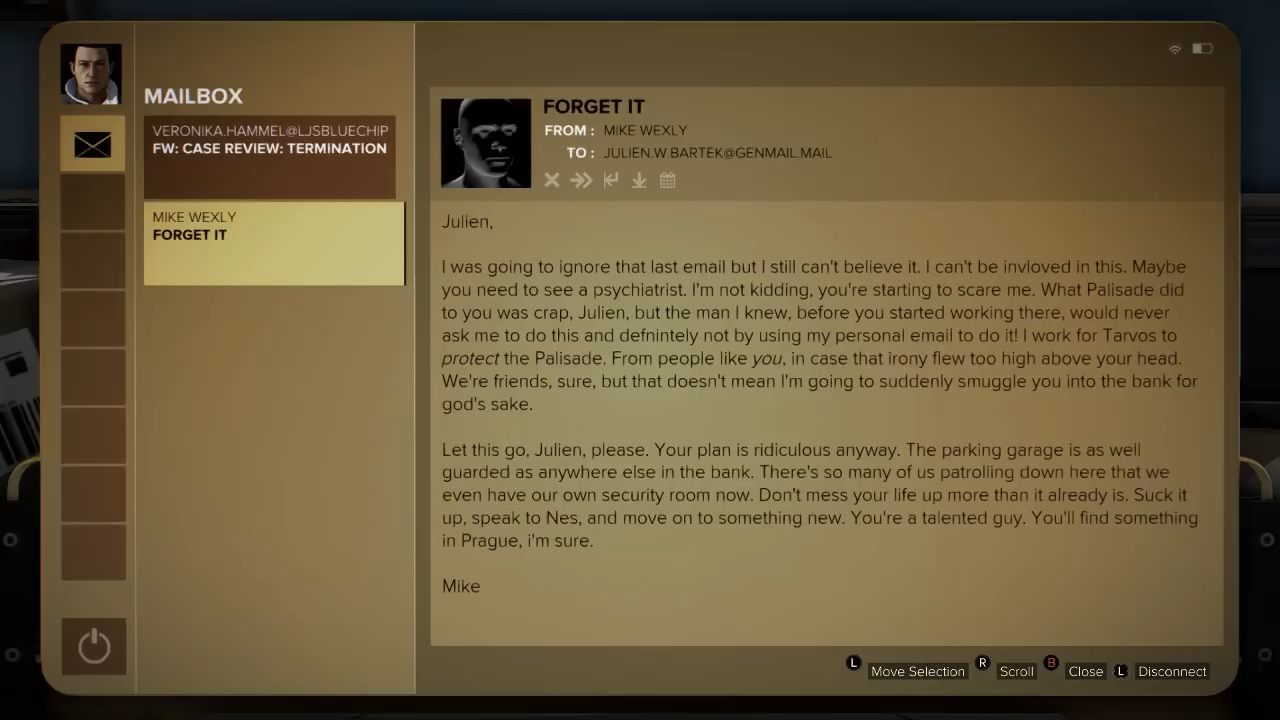 MAILBOX
VERONIKA.HAMMEL@LJSBLUECHIP
FW: CASE REVIEW: TERMINATION
MIKE WEXLY
FORGET IT
FORGET IT
FROM : MIKE WEXLY
TO : JULIEN.W.BARTEK@GENMAIL.MAIL
Julien,
I was going to ignore that last email but I still can't believe it. I can't be invloved in this. Maybe
you need to see a psychiatrist. I'm not kidding, you're starting to scare me. What Palisade did
to you was crap, Julien, but the man I knew, before you started working there, would never
ask me to do this and defnintely not by using my personal email to do it! I work for Tarvos to
protect the Palisade. From people like you, in case that irony flew too high above your head.
We're friends, sure, but that doesn't mean I'm going to suddenly smuggle you into the bank for
god's sake.
Let this go, Julien, please. Your plan is ridiculous anyway. The parking garage is as well
guarded as anywhere else in the bank. There's so many of us patrolling down here that we
even have our own security room now. Don't mess your life up more than it already is. Suck it
up, speak to Nes, and move on to something new. You're a talented guy. You'll find something
in Prague, i'm sure.
Mike
L Move Selection R Scroll B Close L Disconnect